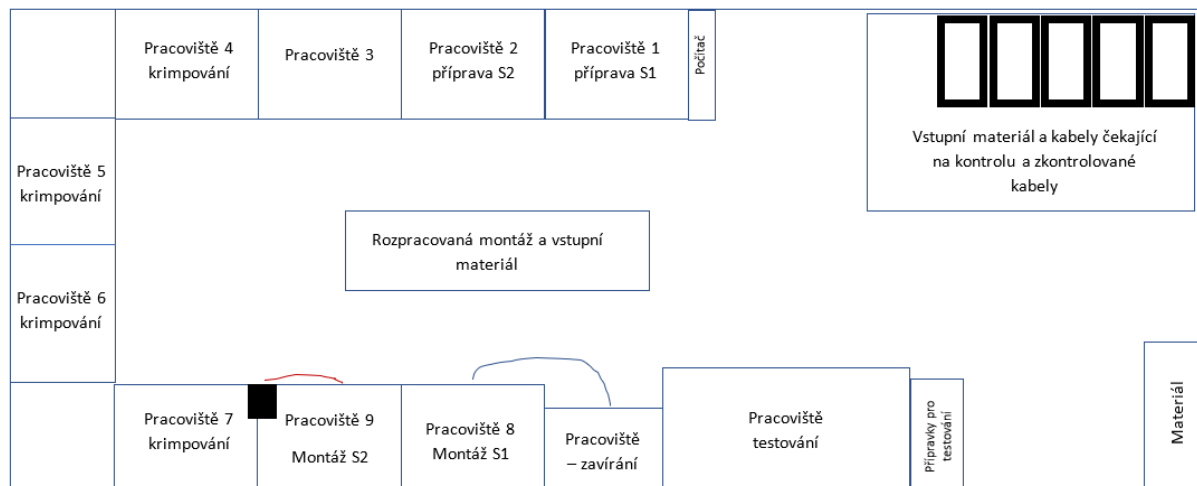 Pracoviště 4
krimpování
Pracoviště 3
Pracoviště 2
příprava S2
Pracoviště 1
příprava S1
Počítač
Vstupní materiál a kabely čekající
na kontrolu a zkontrolované
kabely
Pracoviště 5
krimpování
Rozpracovaná montáž a vstupní
materiál
Pracoviště 6
krimpování
Pracoviště 7
krimpování
Pracoviště 9
Montáž S2
Pracoviště 8
Montáž S1
Pracoviště
– zavírání
Pracoviště
testování
Přípravky pro
testování
Materiál